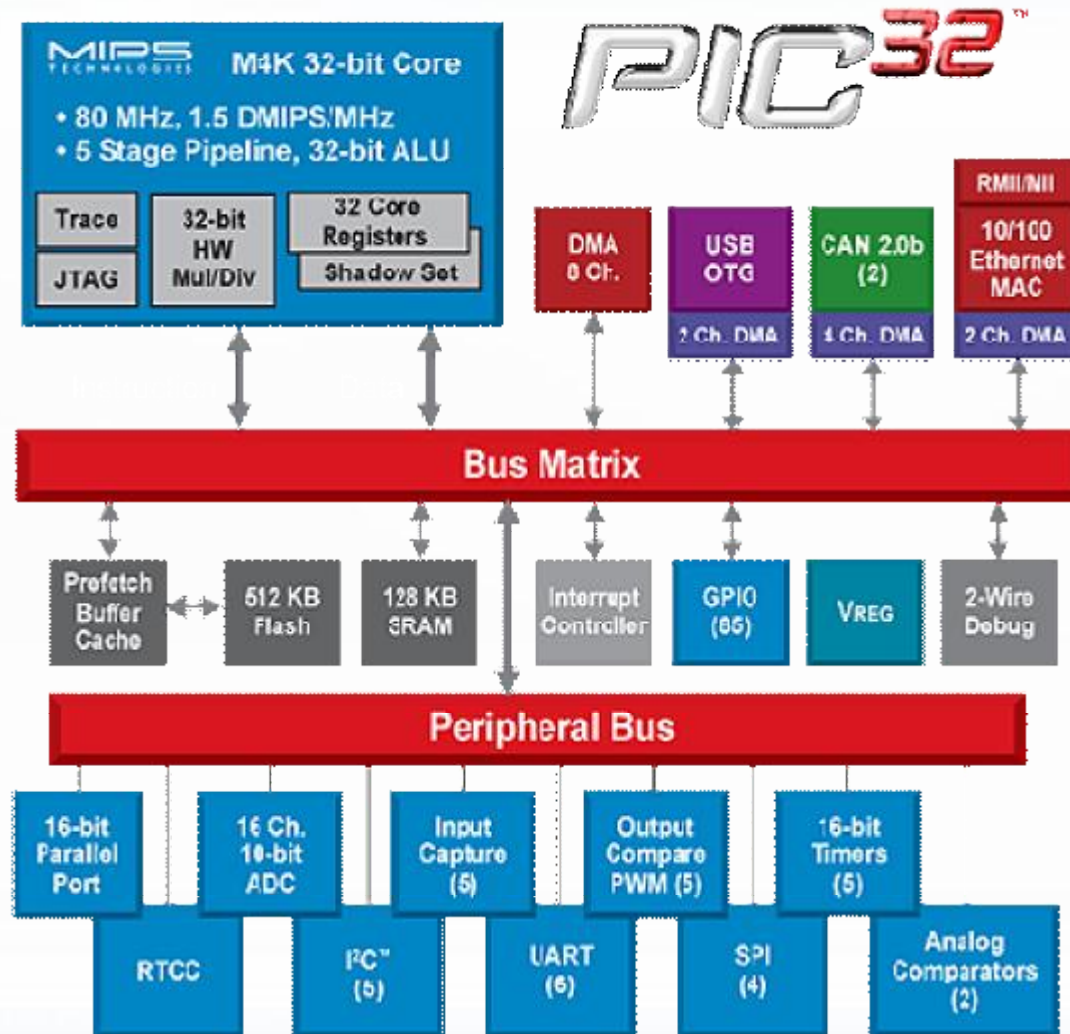 MIPS
TECHNOLOGIES
M4K 32-bit Core
• 80 MHz, 1.5 DMIPS/MHz
• 5 Stage Pipeline, 32-bit ALU
Trace
JTAG
32-bit
HW
Mul/Div
32 Core
Registers
Shadow Set
PIC32™
DMA
8 Ch.
USB
OTG
2 Ch. DMA
CAN 2.0b
(2)
4 Ch. DMA
RMII/MII
10/100
Ethernet
MAC
2 Ch. DMA
Bus Matrix
Prefetch
Buffer
Cache
512 KB
Flash
128 KB
SRAM
Interrupt
Controller
GPIO
(85)
VREG
2-Wire
Debug
Peripheral Bus
16-bit
Parallel
Port
16 Ch.
10-bit
ADC
Input
Capture
(5)
Output
Compare
PWM (5)
16-bit
Timers
(5)
RTCC
I²C™
(5)
UART
(6)
SPI
(4)
Analog
Comparators
(2)